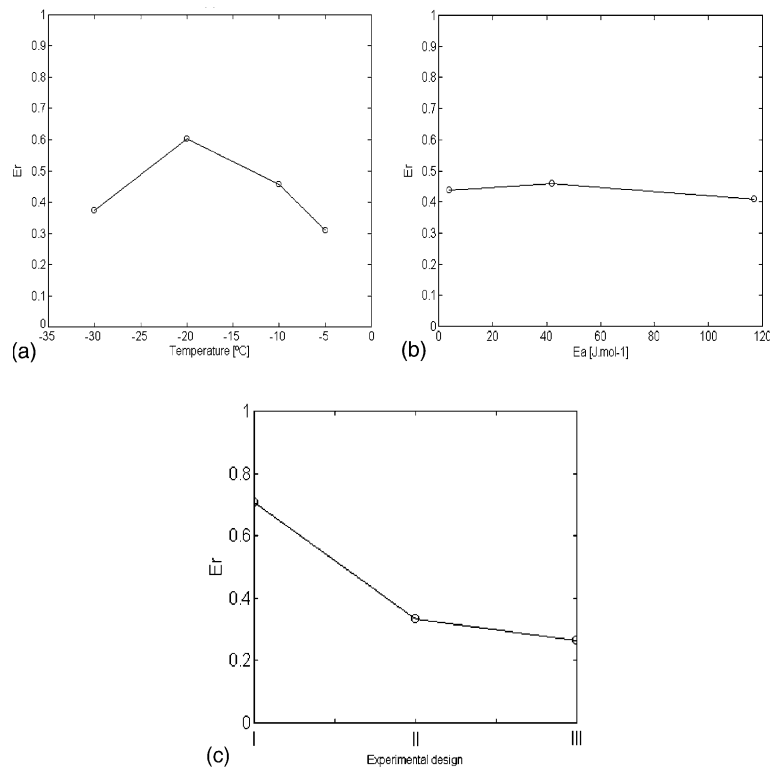 1
0.9
0.8
0.7
0.6
0.5
0.4
0.3
0.2
0.1
0
Er
-35 -30 -25 -20 -15 -10 -5 0
Temperature [ºC]
(a)
1
0.9
0.8
0.7
0.6
0.5
0.4
0.3
0.2
0.1
0
Er
0 20 40 60 80 100 120
Ea [J.mol-1]
(b)
1
0.8
0.6
0.4
0.2
0
Er
I II III
Experimental design
(c)